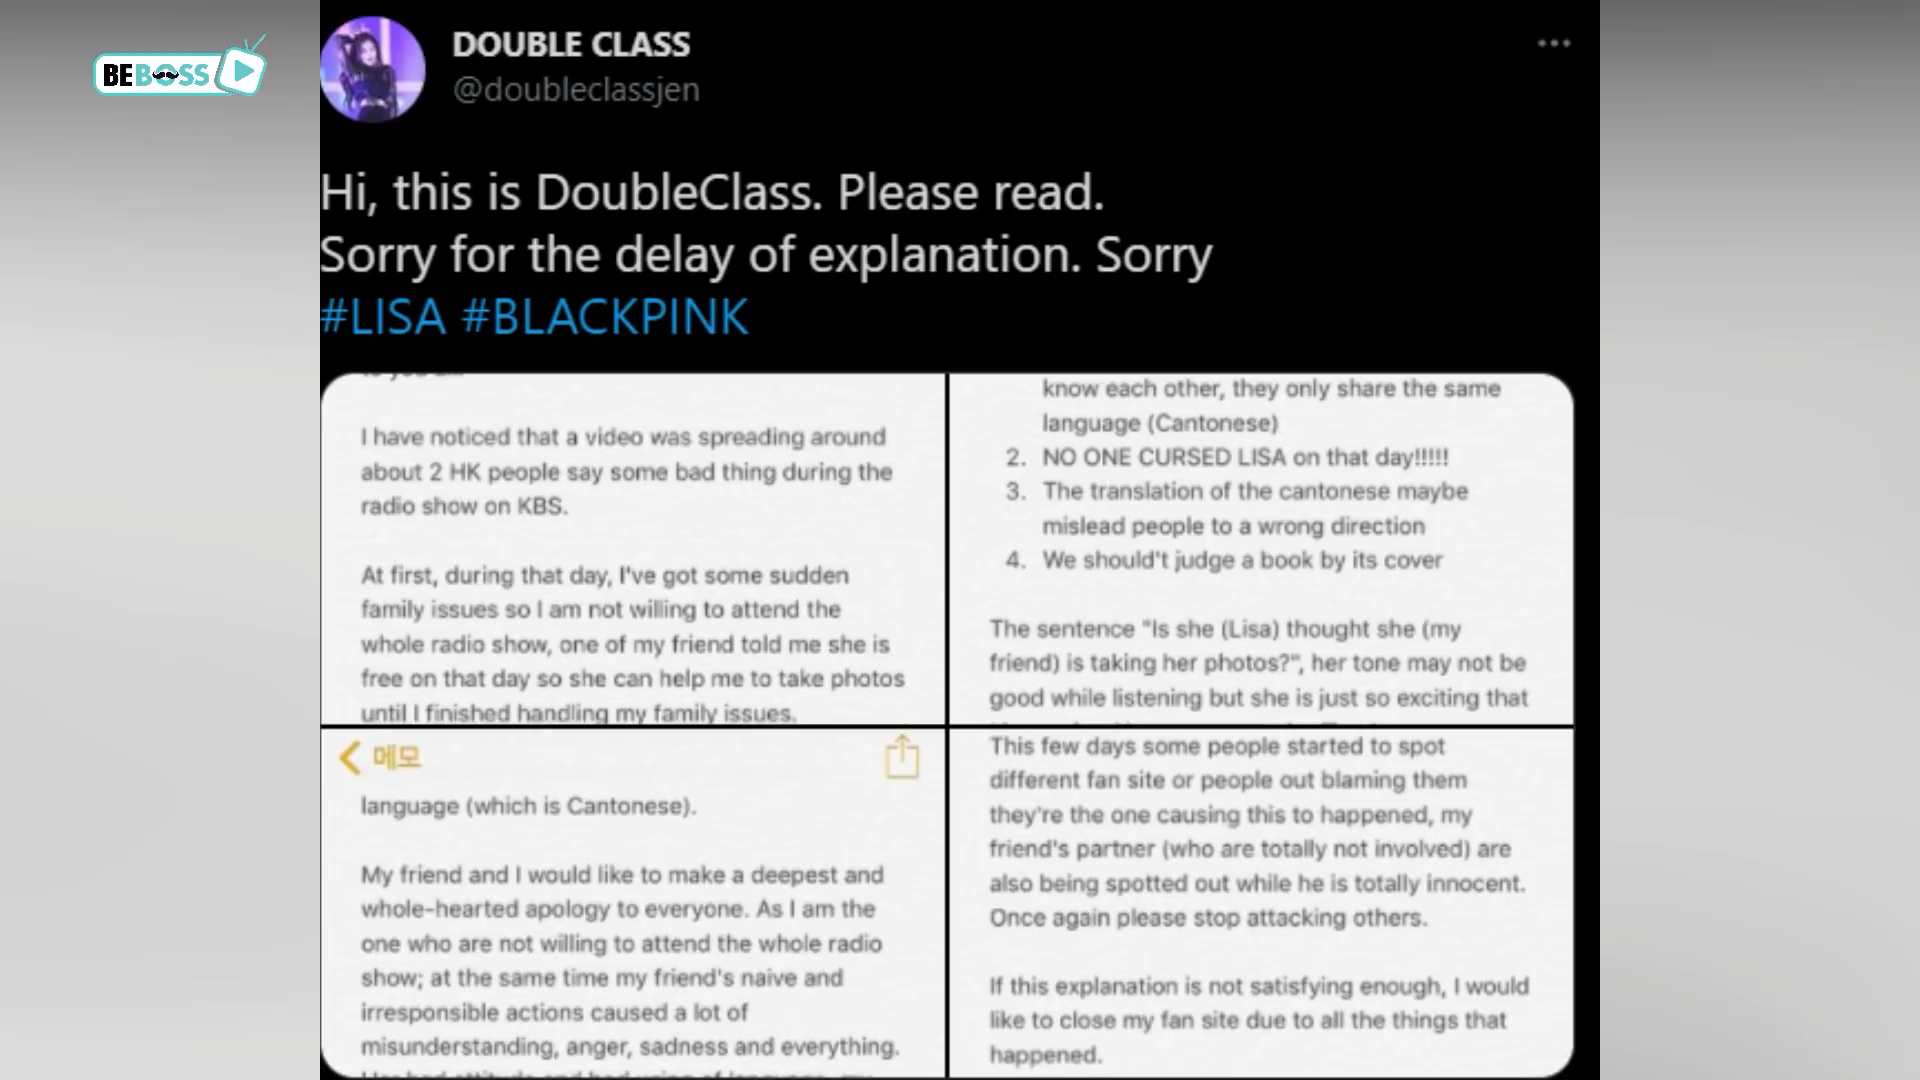 BEBOSS
DOUBLE CLASS
@doubleclassjen
Hi, this is DoubleClass. Please read.
Sorry for the delay of explanation. Sorry
#LISA #BLACKPINK
I have noticed that a video was spreading around
about 2 HK people say some bad thing during the
radio show on KBS.
At first, during that day, I've got some sudden
family issues so I am not willing to attend the
whole radio show, one of my friend told me she is
free on that day so she can help me to take photos
until I finished handling my family issues.
know each other, they only share the same
language (Cantonese)
2. NO ONE CURSED LISA on that day!!!!!
3. The translation of the cantonese maybe
mislead people to a wrong direction
4. We should't judge a book by its cover
The sentence "Is she (Lisa) thought she (my
friend) is taking her photos?", her tone may not be
good while listening but she is just so exciting that
메모
language (which is Cantonese).
My friend and I would like to make a deepest and
whole-hearted apology to everyone. As I am the
one who are not willing to attend the whole radio
show; at the same time my friend's naive and
irresponsible actions caused a lot of
misunderstanding, anger, sadness and everything.
This few days some people started to spot
different fan site or people out blaming them
they're the one causing this to happened, my
friend's partner (who are totally not involved) are
also being spotted out while he is totally innocent.
Once again please stop attacking others.
If this explanation is not satisfying enough, I would
like to close my fan site due to all the things that
happened.